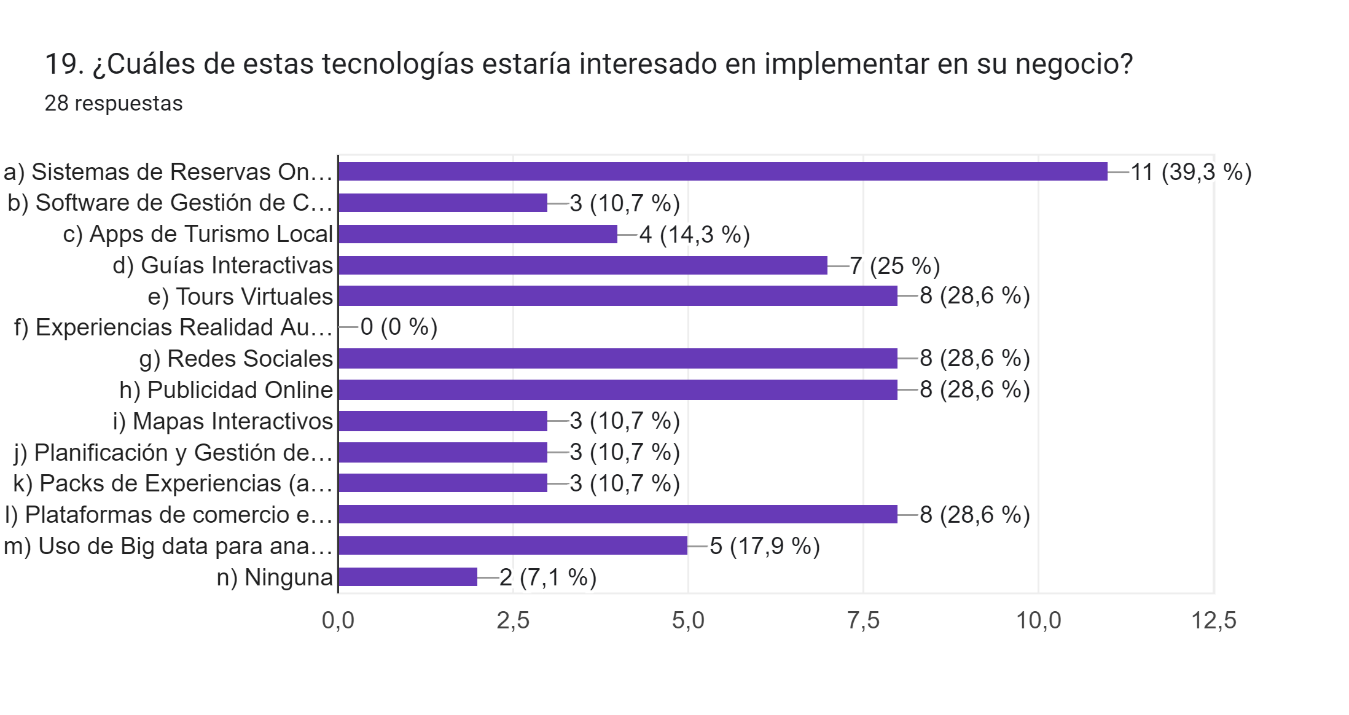 19. ¿Cuáles de estas tecnologías estaría interesado en implementar en su negocio?
28 respuestas
a) Sistemas de Reservas On… 11 (39,3 %)
b) Software de Gestión de C… 3 (10,7 %)
c) Apps de Turismo Local 4 (14,3 %)
d) Guías Interactivas 7 (25 %)
e) Tours Virtuales 8 (28,6 %)
f) Experiencias Realidad Au… 0 (0 %)
g) Redes Sociales 8 (28,6 %)
h) Publicidad Online 8 (28,6 %)
i) Mapas Interactivos 3 (10,7 %)
j) Planificación y Gestión de… 3 (10,7 %)
k) Packs de Experiencias (a… 3 (10,7 %)
l) Plataformas de comercio e… 8 (28,6 %)
m) Uso de Big data para ana… 5 (17,9 %)
n) Ninguna 2 (7,1 %)
0,0 2,5 5,0 7,5 10,0 12,5